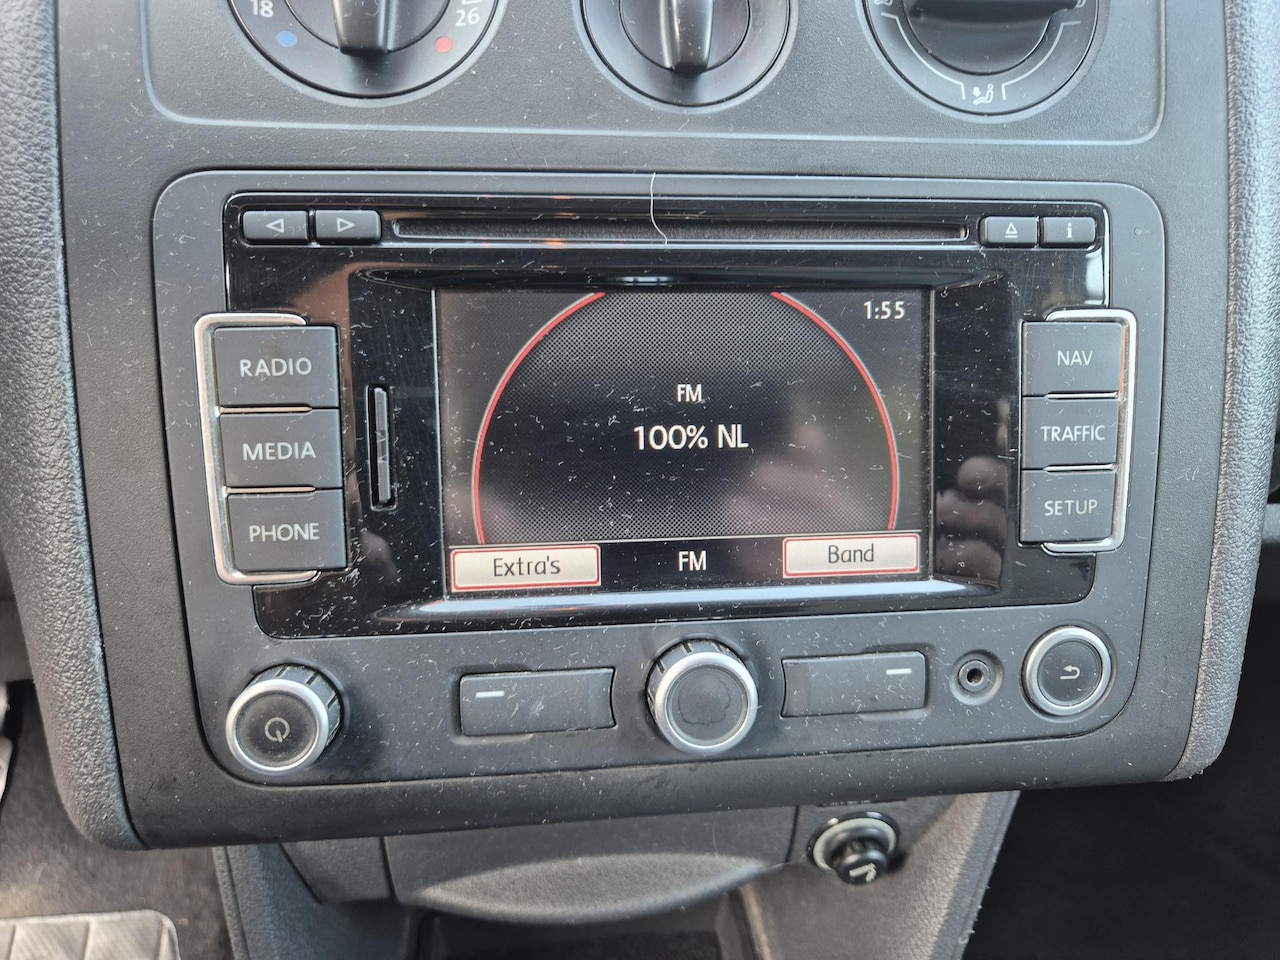 18
26
RADIO
MEDIA
PHONE
1:55
FM
100% NL
Extra's
FM
Band
NAV
TRAFFIC
SETUP
i